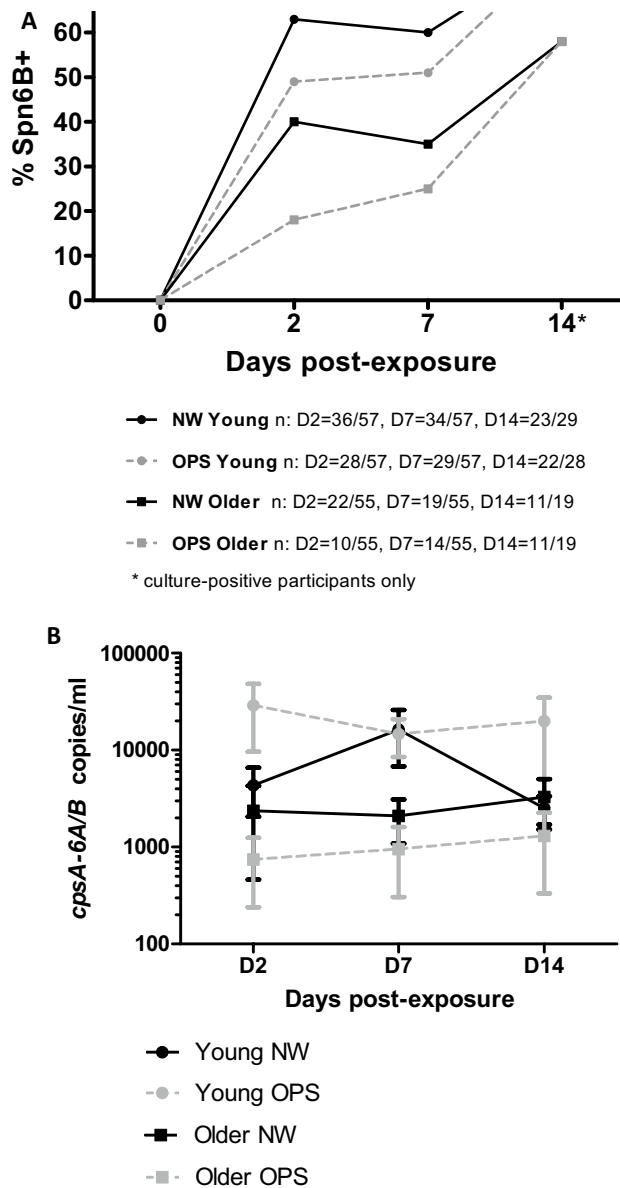 A
60
50
40
30
20
10
0
% Spn6B+
0 2 7 14*
Days post-exposure
NW Young n: D2=36/57, D7=34/57, D14=23/29
OPS Young n: D2=28/57, D7=29/57, D14=22/28
NW Older n: D2=22/55, D7=19/55, D14=11/19
OPS Older n: D2=10/55, D7=14/55, D14=11/19
* culture-positive participants only
B
100000
10000
1000
100
cpsA-6A/B copies/ml
D2 D7 D14
Days post-exposure
Young NW
Young OPS
Older NW
Older OPS